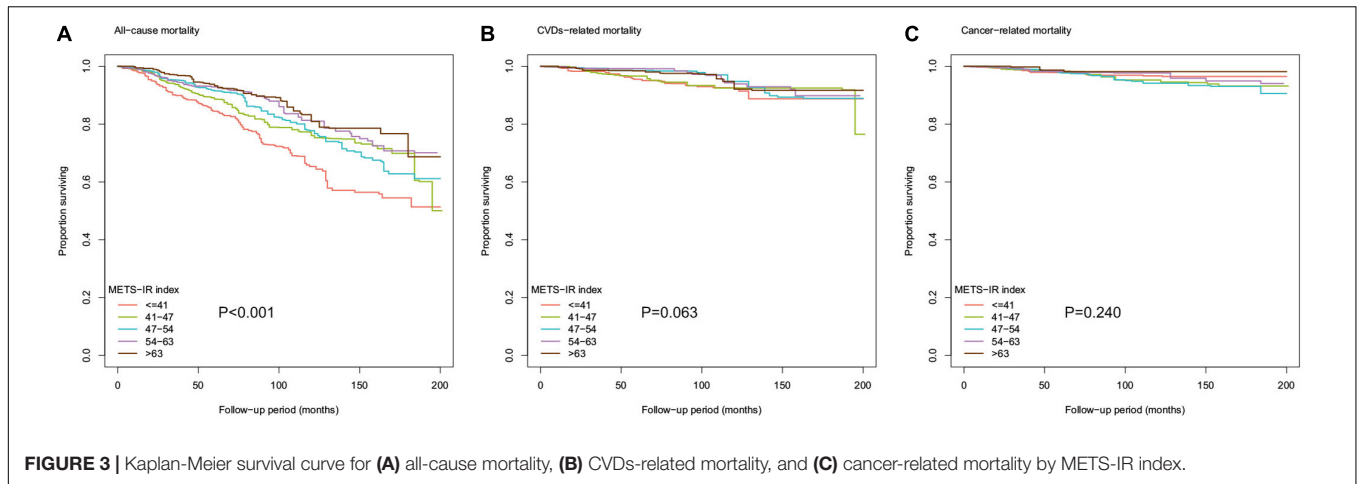 A
All−cause mortality
Proportion surviving
1.0
0.8
0.6
0.4
0.2
0.0
METS−IR index
<=41
41−47
47−54
54−63
>63
P<0.001
0 50 100 150 200
Follow−up period (months)
B
CVDs−related mortality
Proportion surviving
1.0
0.8
0.6
0.4
0.2
0.0
METS−IR index
<=41
41−47
47−54
54−63
>63
P=0.063
0 50 100 150 200
Follow−up period (months)
C
Cancer−related mortality
Proportion surviving
1.0
0.8
0.6
0.4
0.2
0.0
METS−IR index
<=41
41−47
47−54
54−63
>63
P=0.240
0 50 100 150 200
Follow−up period (months)
FIGURE 3 | Kaplan-Meier survival curve for (A) all-cause mortality, (B) CVDs-related mortality, and (C) cancer-related mortality by METS-IR index.